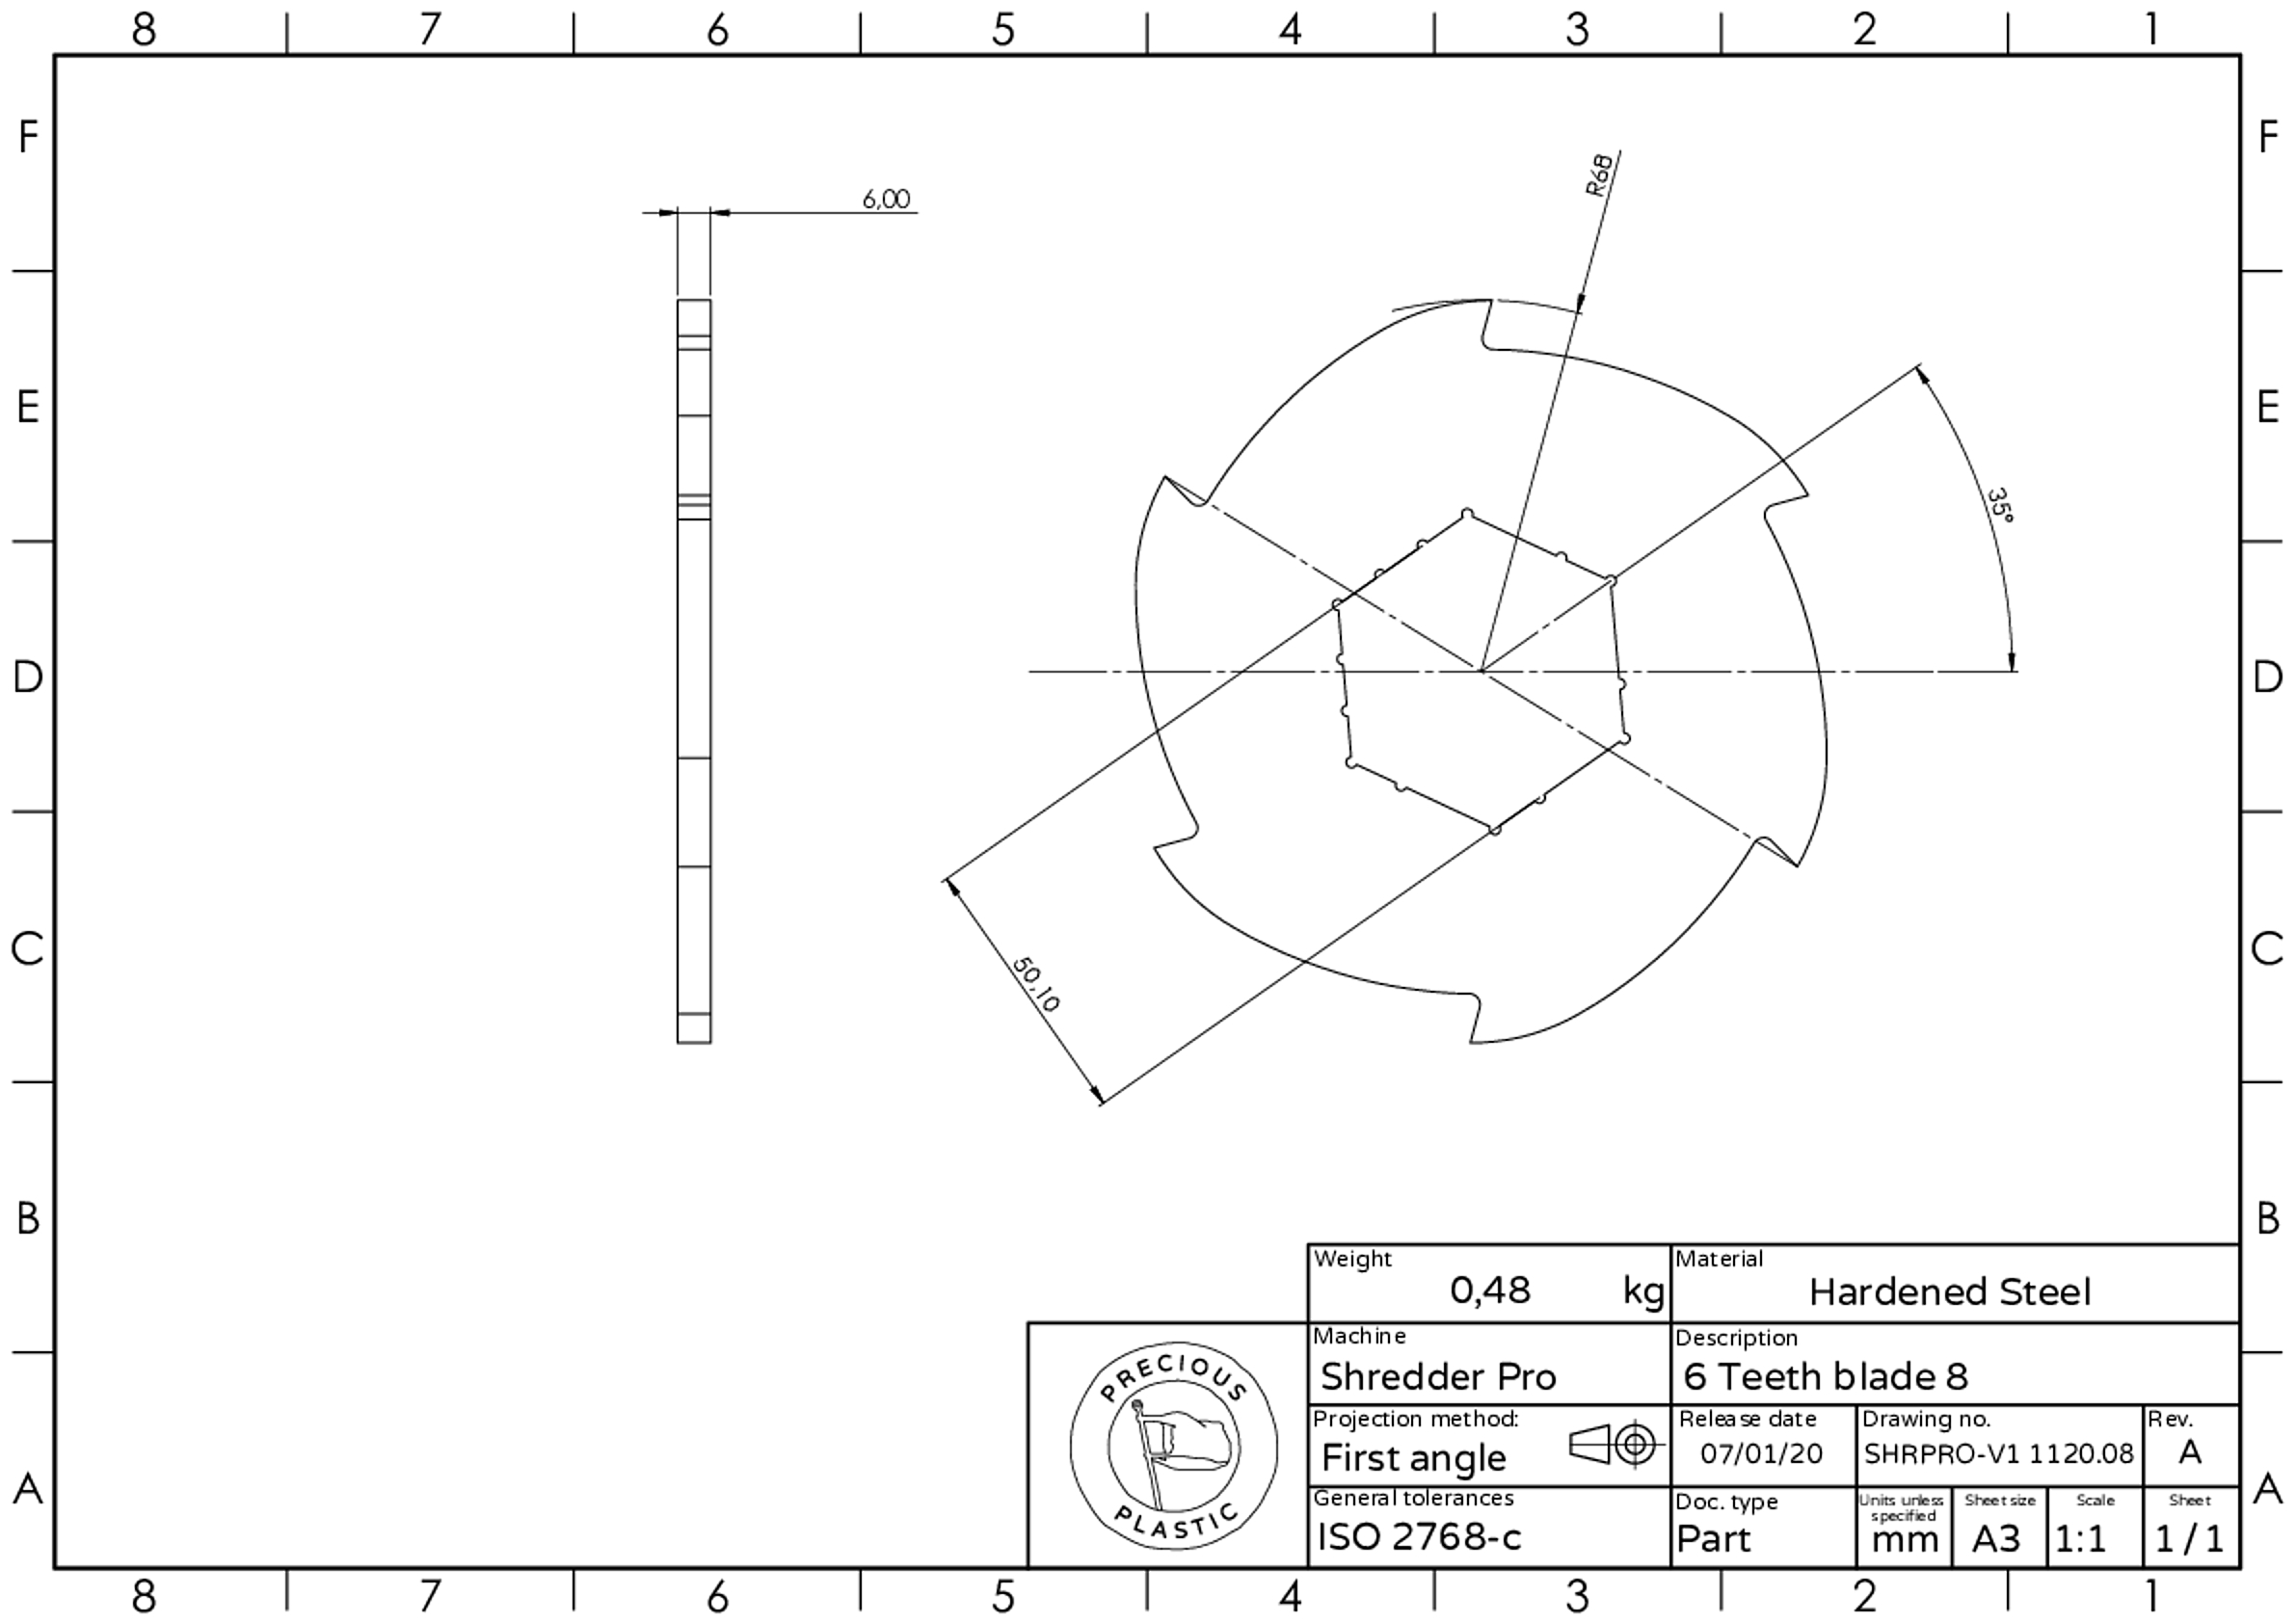 8 7 6 5 4 3 2 1
F F
R68
6,00
E E
35°
D D
C C
50,10
B B
Weight Material
0,48 kg Hardened Steel
Machine Description
Shredder Pro 6 Teeth blade 8
PRECIOUS
PLASTIC
Projection method: Release date Drawing no. Rev.
First angle 07/01/20 SHRPRO-V1 1120.08 A
A A
General tolerances Doc. type Units unless specified Sheet size Scale Sheet
ISO 2768-c Part mm A3 1:1 1 / 1
8 7 6 5 4 3 2 1